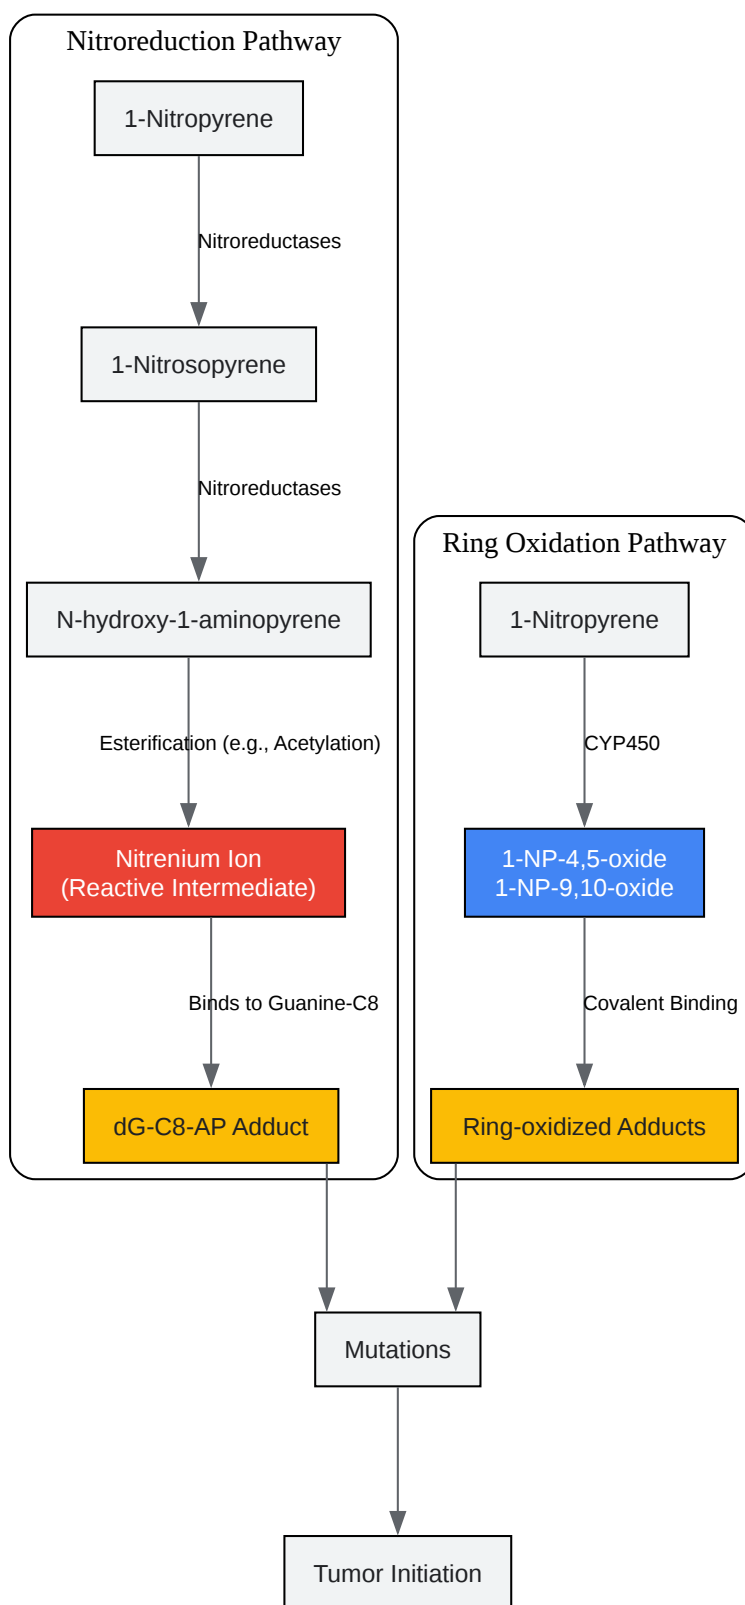 Nitroreduction Pathway
1-Nitropyrene
Nitroreductases
1-Nitrosopyrene
Nitroreductases
N-hydroxy-1-aminopyrene
Esterification (e.g., Acetylation)
Nitrenium Ion
(Reactive Intermediate)
Binds to Guanine-C8
dG-C8-AP Adduct
Ring Oxidation Pathway
1-Nitropyrene
CYP450
1-NP-4,5-oxide
1-NP-9,10-oxide
Covalent Binding
Ring-oxidized Adducts
Mutations
Tumor Initiation